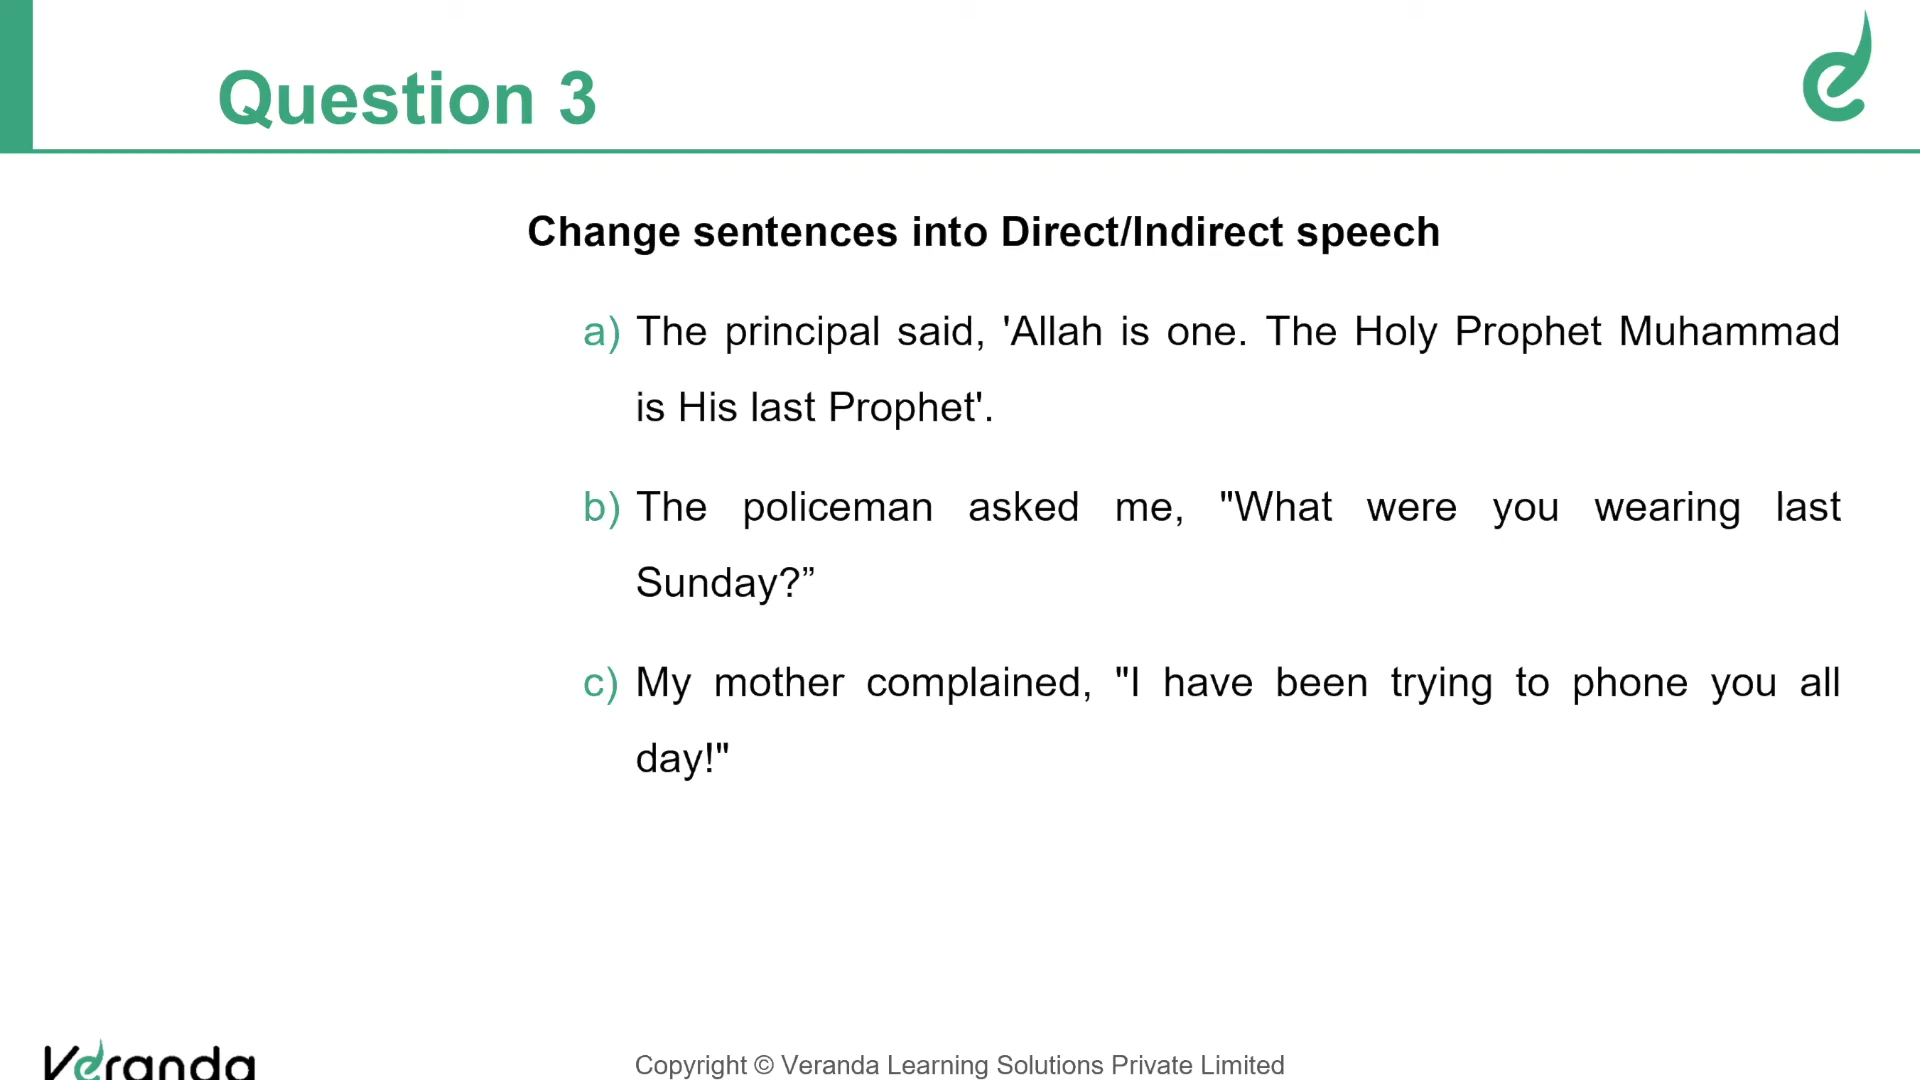 Question 3
Change sentences into Direct/Indirect speech
a) The principal said, 'Allah is one. The Holy Prophet Muhammad
is His last Prophet'.
b) The policeman asked me, "What were you wearing last
Sunday?”
c) My mother complained, "I have been trying to phone you all
day!"
Veranda
Copyright © Veranda Learning Solutions Private Limited